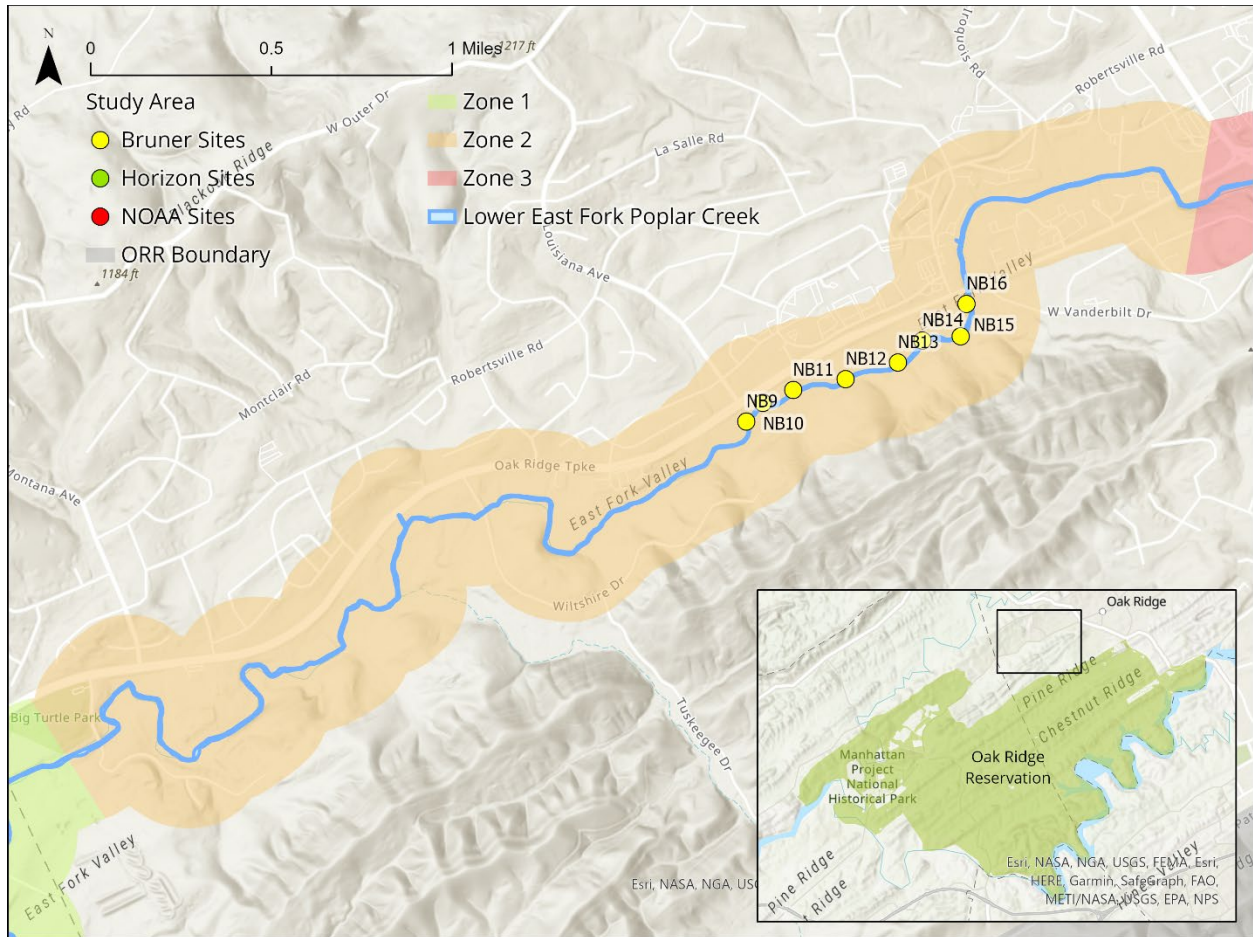 N
0
0.5
1 Miles
1217 ft
Iroquois Rd
Robertsville Rd
Study Area
Bruner Sites
Horizon Sites
NOAA Sites
ORR Boundary
Zone 1
Zone 2
Zone 3
Lower East Fork Poplar Creek
W Outer Dr
La Salle Rd
Louisiana Ave
1184 ft
Valley
NB16
W Vanderbilt Dr
NB14
NB15
NB13
NB12
NB11
NB9
NB10
Robertsville Rd
Montclair Rd
Montana Ave
Oak Ridge Tpke
East Fork Valley
Wiltshire Dr
Tuskegee Dr
Big Turtle Park
East Fork Valley
Esri, NASA, NGA,
Oak Ridge
Pine Ridge
Chestnut Ridge
Manhattan
Project
National
Historical Park
Oak Ridge
Reservation
Pine Ridge
Ridge
Esri, NASA, NGA, USGS, FEMA, Esri,
HERE, Garmin, SafeGraph, FAO,
METI/NASA, USGS, EPA, NPS